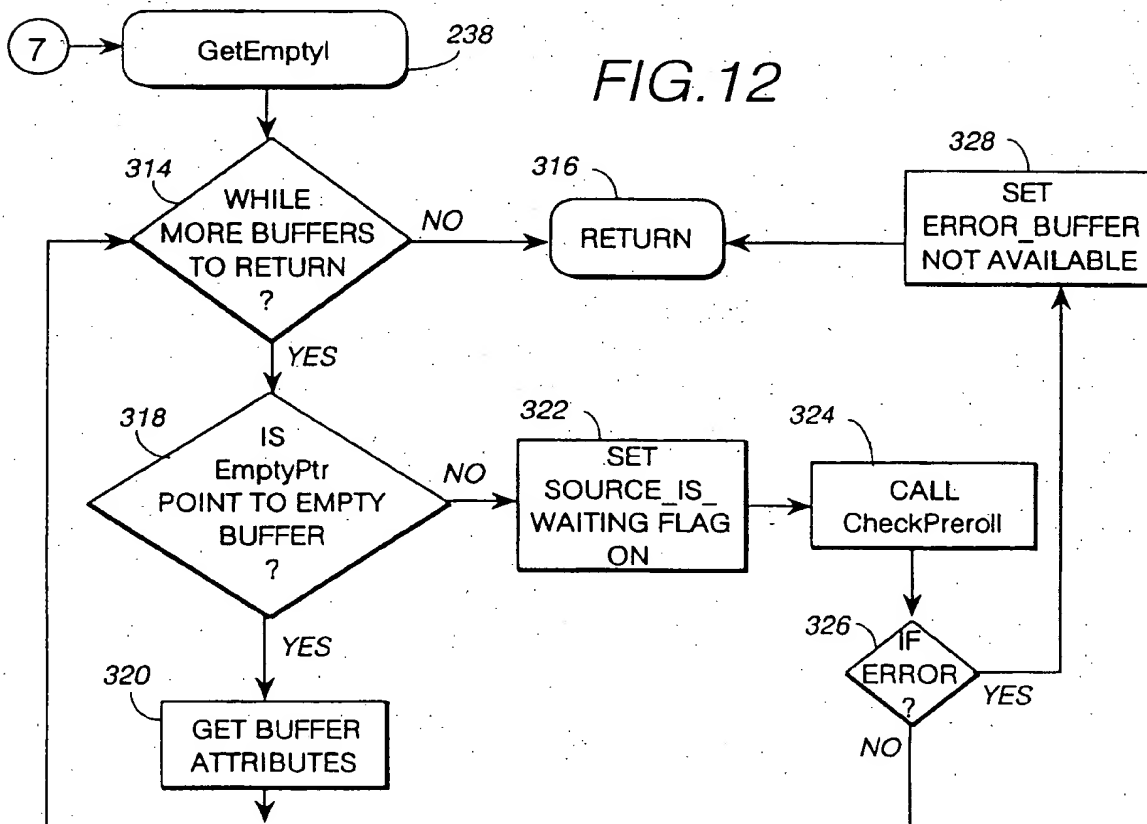 7
GetEmptyI
238
FIG.12
314
WHILE
MORE BUFFERS
TO RETURN
?
NO
YES
316
RETURN
328
SET
ERROR_BUFFER
NOT AVAILABLE
318
IS
EmptyPtr
POINT TO EMPTY
BUFFER
?
NO
YES
322
SET
SOURCE_IS_
WAITING FLAG
ON
324
CALL
CheckPreroll
326
IF
ERROR
?
YES
NO
320
GET BUFFER
ATTRIBUTES